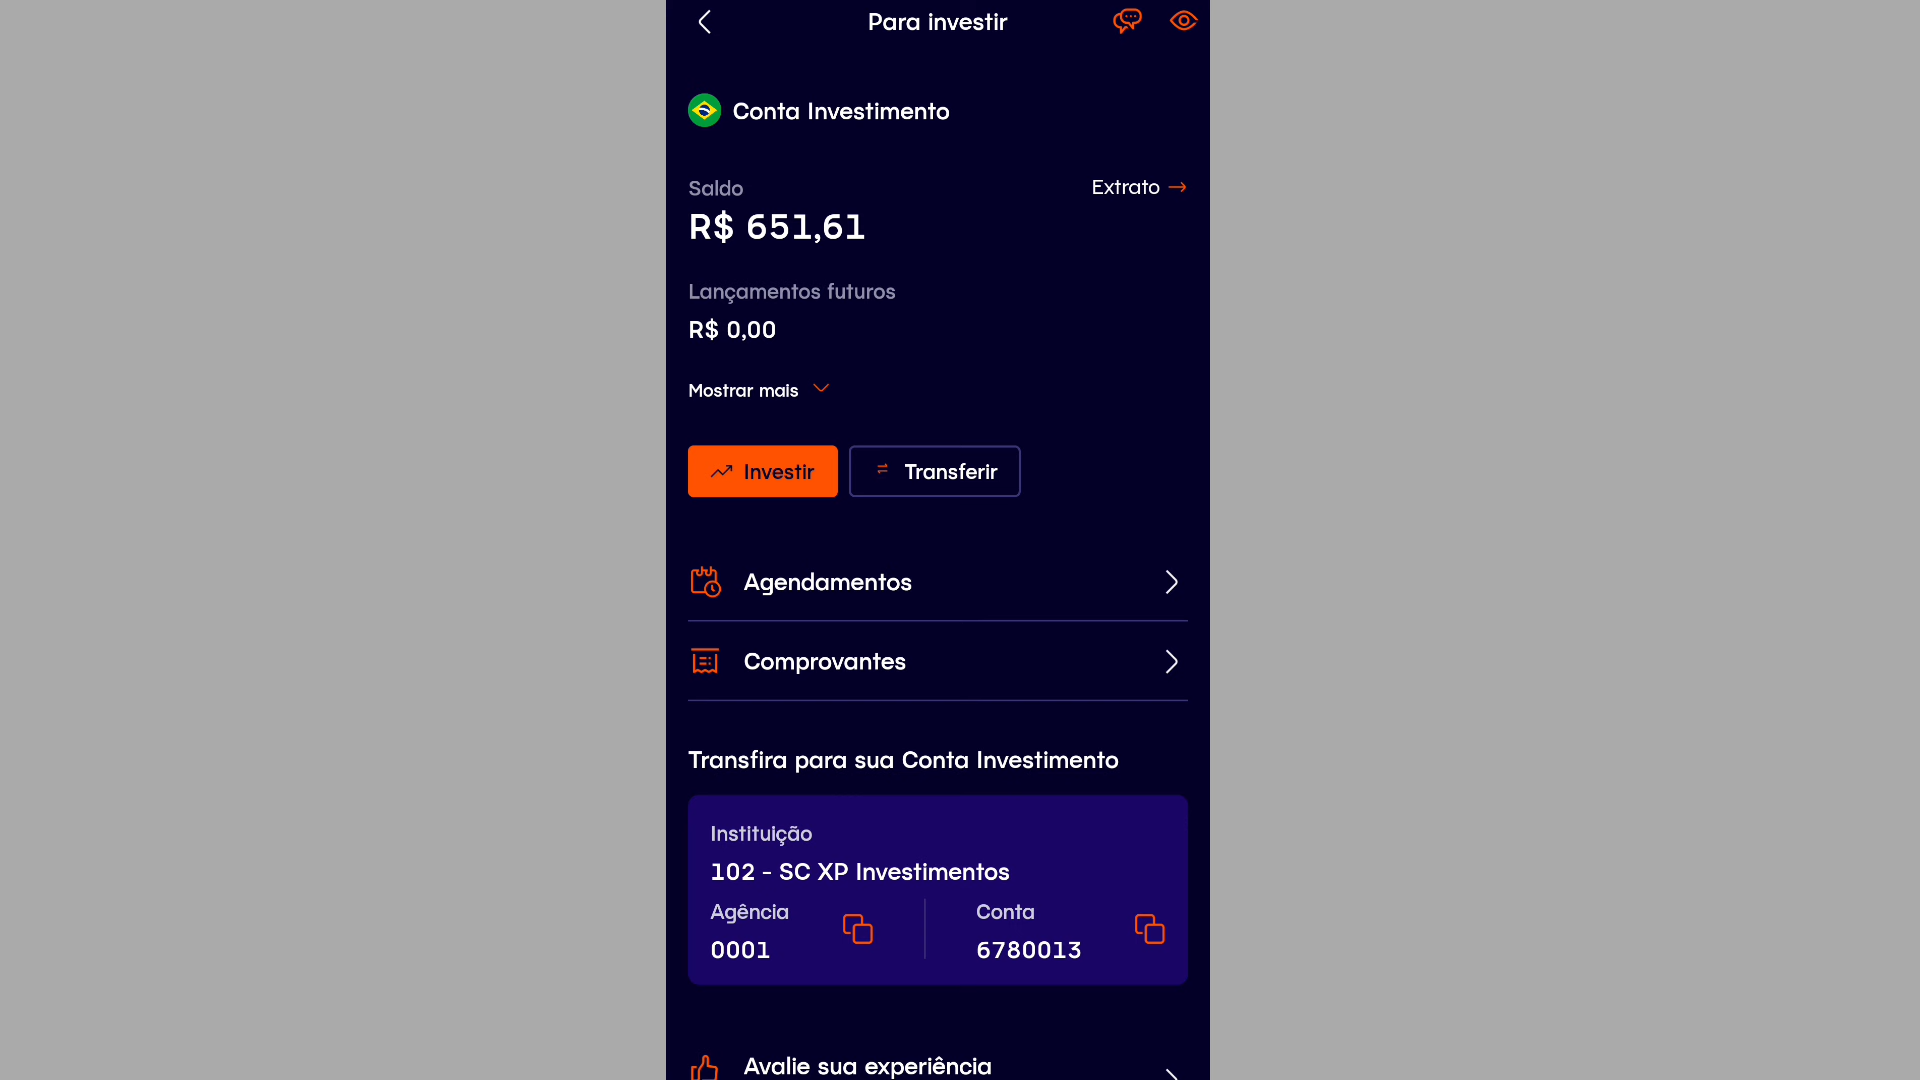 Para investir
Conta Investimento
Saldo
Extrato
R$ 651,61
Lançamentos futuros
R$ 0,00
Mostrar mais
Investir
Transferir
Agendamentos
Comprovantes
Transfira para sua Conta Investimento
Instituição
102 - SC XP Investimentos
Agência
0001
Conta
6780013
Avalie sua experiência